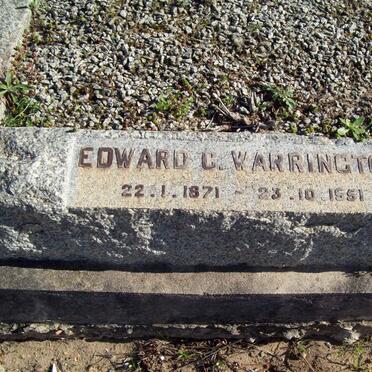 EDWARD C. WARRINGTO
22.1.1871 - 23.10.1951